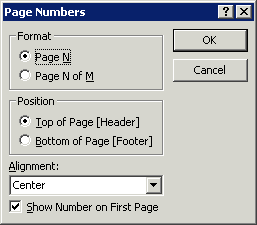 Page Numbers
Format
OK
Page N
Page N of M
Cancel
Position
Top of Page [Header]
Bottom of Page [Footer]
Alignment:
Center
Show Number on First Page